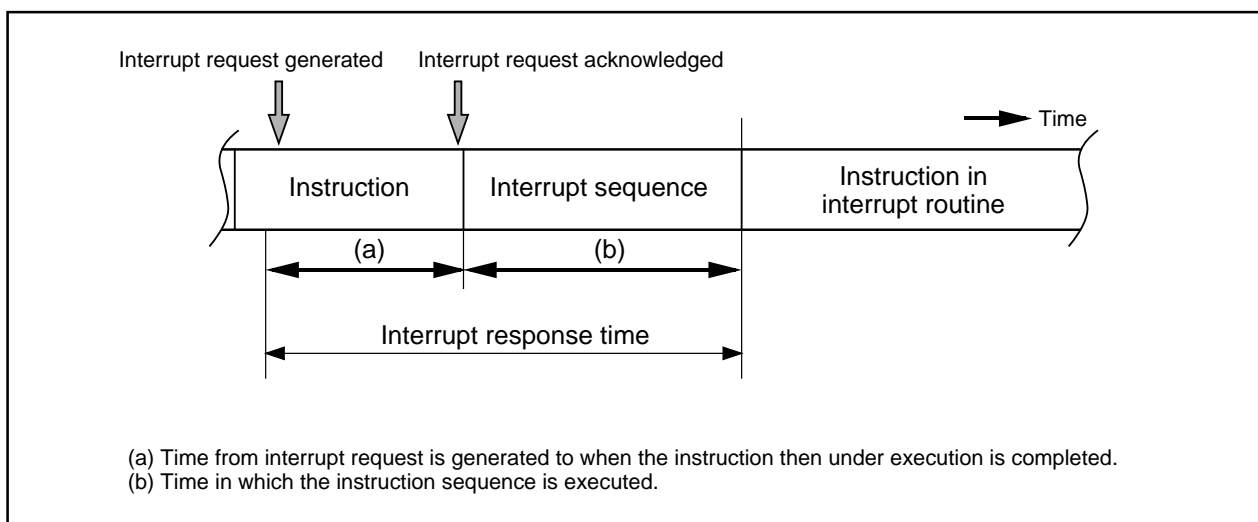 Interrupt request generated
Interrupt request acknowledged
Time
Instruction
Interrupt sequence
Instruction in
interrupt routine
(a)
(b)
Interrupt response time
(a) Time from interrupt request is generated to when the instruction then under execution is completed.
(b) Time in which the instruction sequence is executed.